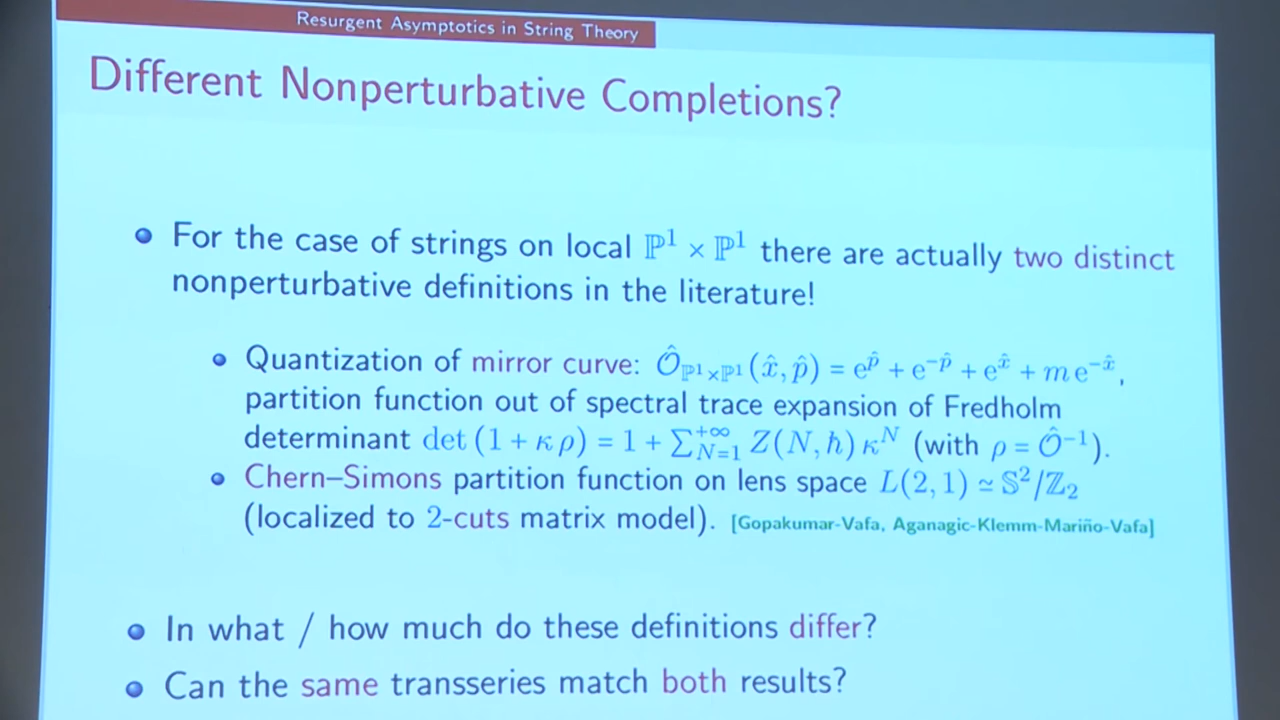 Resurgent Asymptotics in String Theory
Different Nonperturbative Completions?
For the case of strings on local ℙ¹ × ℙ¹ there are actually two distinct
nonperturbative definitions in the literature!
Quantization of mirror curve: Ô_{ℙ¹×ℙ¹}(x̂, p̂) = e^{p̂} + e^{−p̂} + e^{x̂} + m e^{−x̂},
partition function out of spectral trace expansion of Fredholm
determinant det (1 + κ ρ) = 1 + ∑_{N=1}^{+∞} Z(N, ħ) κ^N (with ρ = Ô^{−1}).
Chern–Simons partition function on lens space L(2, 1) ≃ 𝕊²/ℤ₂
(localized to 2-cuts matrix model). [Gopakumar-Vafa, Aganagic-Klemm-Mariño-Vafa]
In what / how much do these definitions differ?
Can the same transseries match both results?